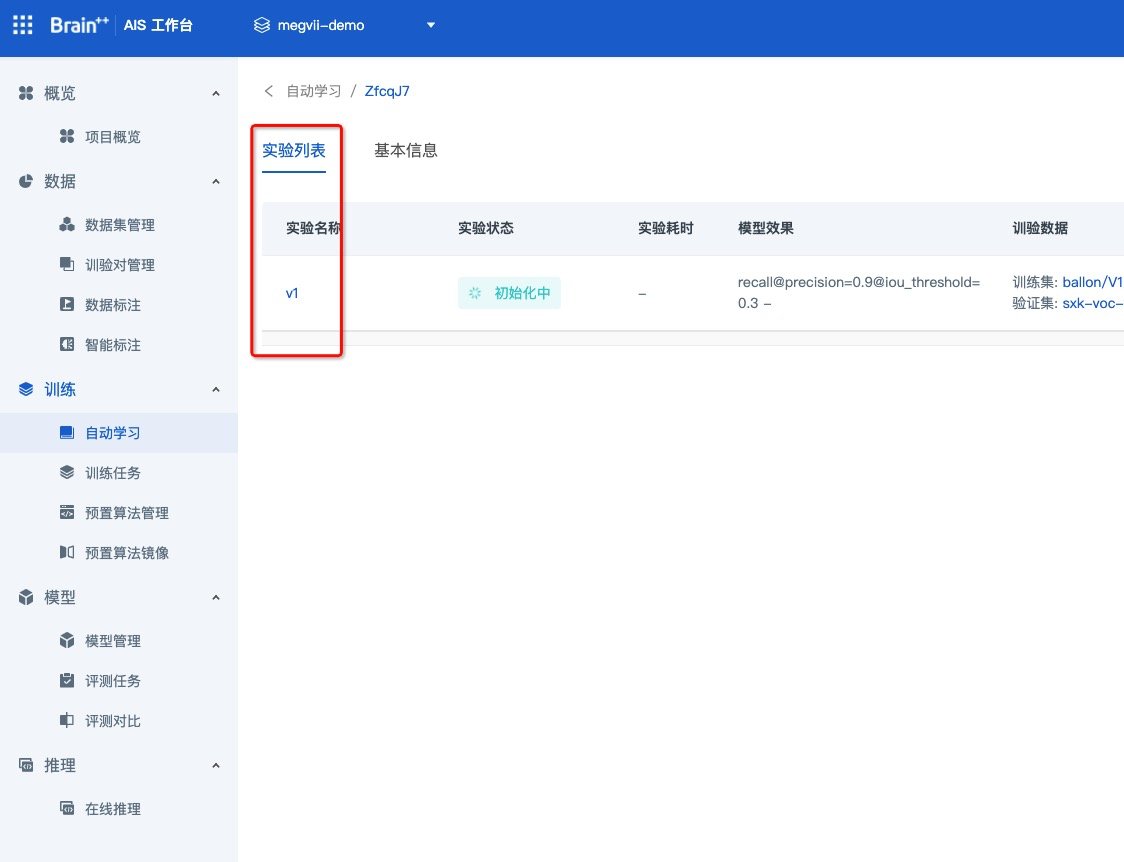 Brain++ AIS 工作台 megvii-demo
概览
项目概览
数据
数据集管理
训验对管理
数据标注
智能标注
训练
自动学习
训练任务
预置算法管理
预置算法镜像
模型
模型管理
评测任务
评测对比
推理
在线推理
自动学习 / ZfcqJ7
实验列表 基本信息
实验名称 实验状态 实验耗时 模型效果 训验数据
v1 初始化中 – recall@precision=0.9@iou_threshold= 训练集: ballon/V1
0.3 – 验证集: sxk-voc-